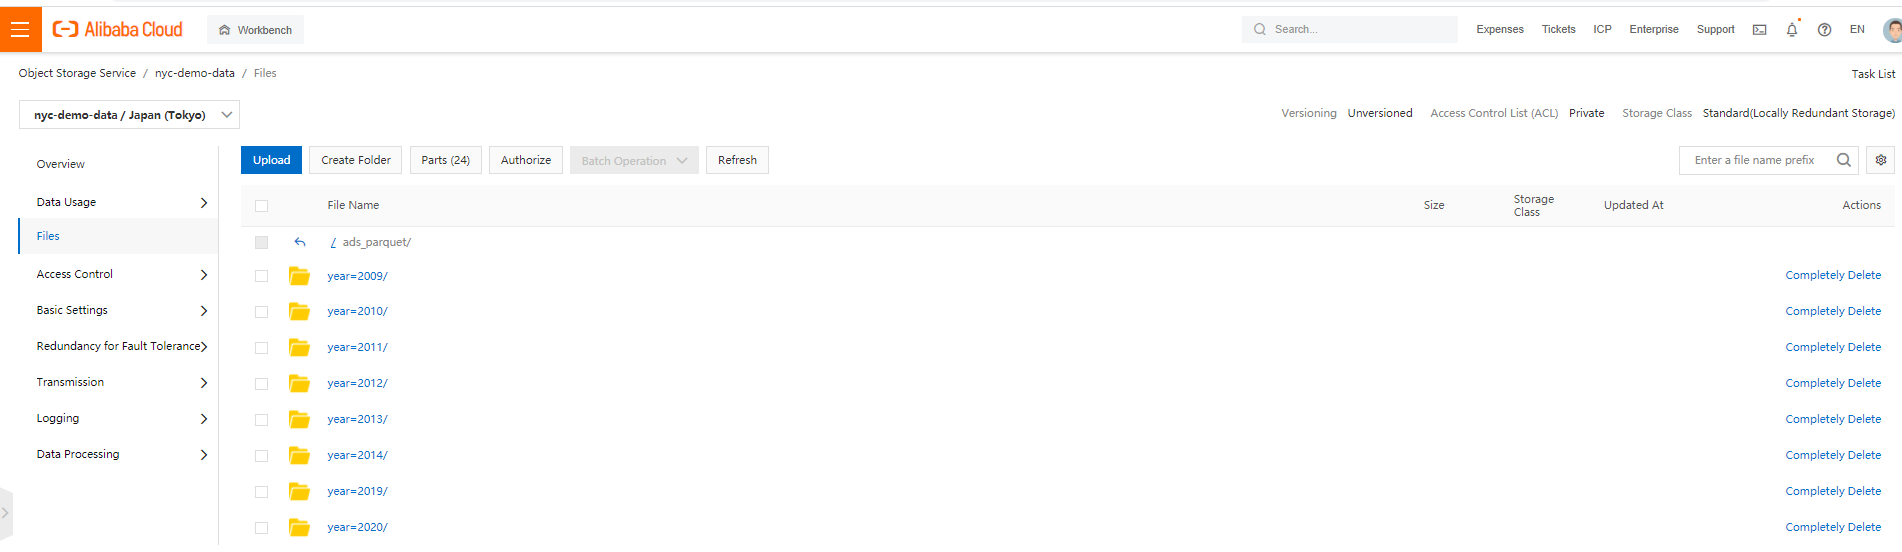 Alibaba Cloud Workbench Search... Expenses Tickets ICP Enterprise Support EN
Object Storage Service / nyc-demo-data / Files Task List
nyc-demo-data / Japan (Tokyo) Versioning Unversioned Access Control List (ACL) Private Storage Class Standard(Locally Redundant Storage)
Overview
Data Usage
Files
Access Control
Basic Settings
Redundancy for Fault Tolerance
Transmission
Logging
Data Processing
Upload Create Folder Parts (24) Authorize Batch Operation Refresh Enter a file name prefix
File Name Size Storage Class Updated At Actions
/ ads_parquet/
year=2009/ Completely Delete
year=2010/ Completely Delete
year=2011/ Completely Delete
year=2012/ Completely Delete
year=2013/ Completely Delete
year=2014/ Completely Delete
year=2019/ Completely Delete
year=2020/ Completely Delete